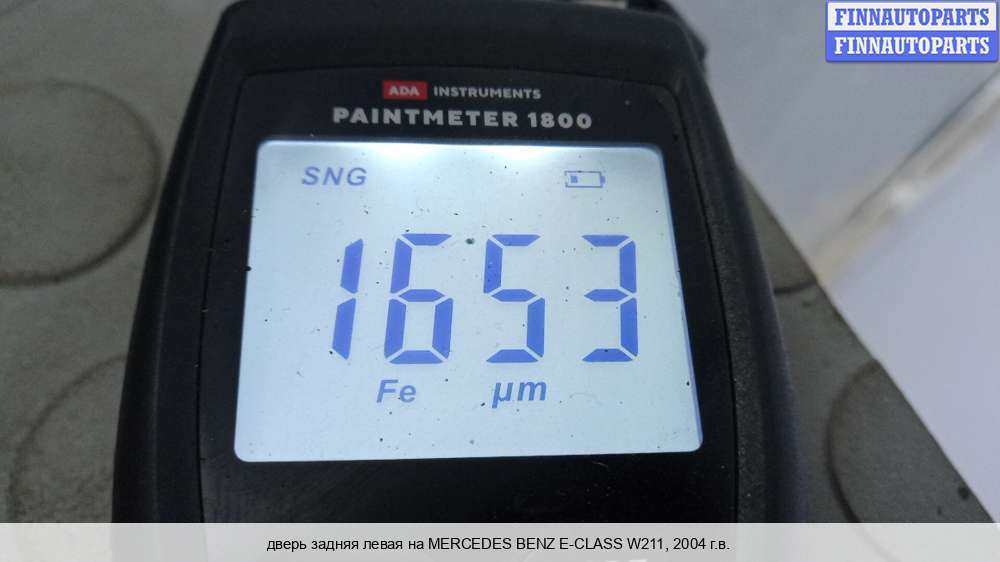 FINNAUTOPARTS
FINNAUTOPARTS
ADA INSTRUMENTS
PAINTMETER 1800
SNG
1653
Fe µm
дверь задняя левая на MERCEDES BENZ E-CLASS W211, 2004 г.в.